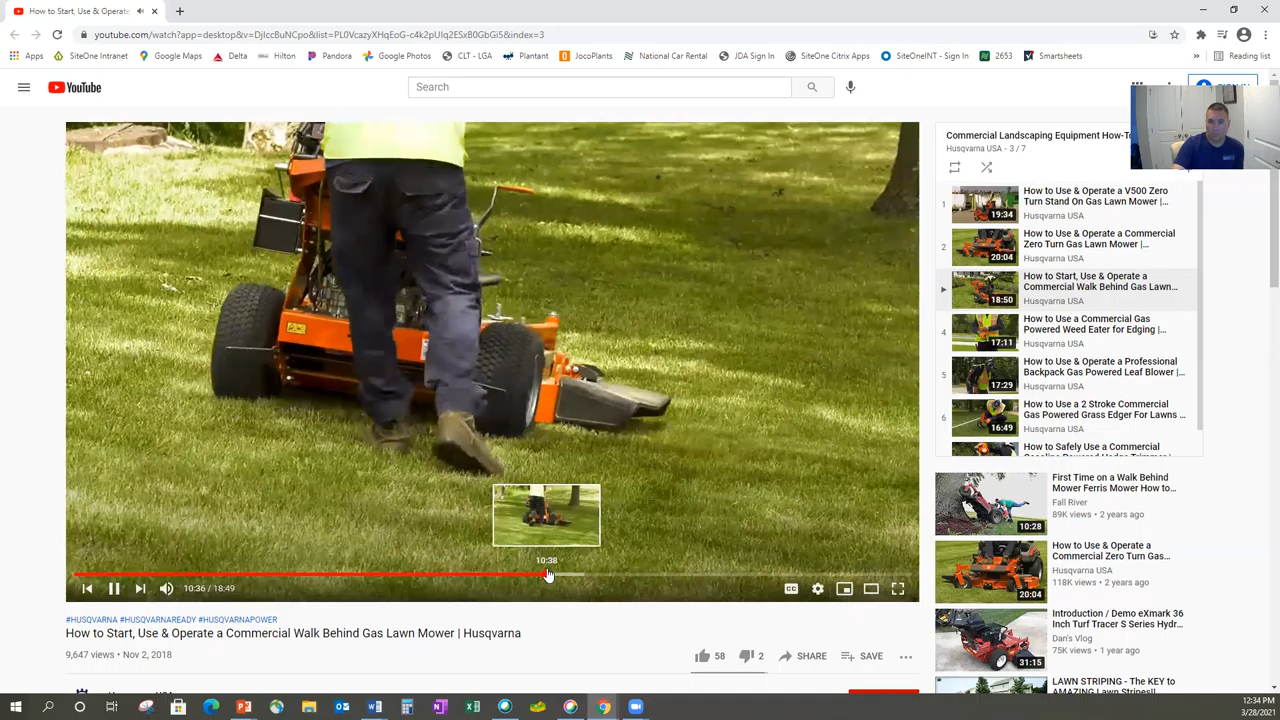 How to Start, Use & Operate
youtube.com/watch?app=desktop&v=DjIccBuNCpo&list=PL0VcazyXHqEoG-c4k2pUIq2ESxB0GbGi5&index=3
Apps
SiteOne Intranet
Google Maps
Delta
Hilton
Pandora
Google Photos
CLT - LGA
Plantant
JocoPlants
National Car Rental
JDA Sign In
SiteOne Citrix Apps
SiteOneINT - Sign In
2653
Smartsheets
»
Reading list
YouTube
Search
Commercial Landscaping Equipment How-To
Husqvarna USA - 3 / 7
1
19:34
How to Use & Operate a V500 Zero
Turn Stand On Gas Lawn Mower |...
Husqvarna USA
2
20:04
How to Use & Operate a Commercial
Zero Turn Gas Lawn Mower |...
Husqvarna USA
18:50
How to Start, Use & Operate a
Commercial Walk Behind Gas Lawn...
Husqvarna USA
4
17:11
How to Use a Commercial Gas
Powered Weed Eater for Edging |...
Husqvarna USA
5
17:29
How to Use & Operate a Professional
Backpack Gas Powered Leaf Blower |...
Husqvarna USA
6
16:49
How to Use a 2 Stroke Commercial
Gas Powered Grass Edger For Lawns ...
Husqvarna USA
How to Safely Use a Commercial
10:38
10:36 / 18:49
CC
#HUSQVARNA #HUSQVARNAREADY #HUSQVARNAPOWER
How to Start, Use & Operate a Commercial Walk Behind Gas Lawn Mower | Husqvarna
9,647 views • Nov 2, 2018
58
2
SHARE
SAVE
10:28
First Time on a Walk Behind
Mower Ferris Mower How to...
Fall River
89K views • 2 years ago
20:04
How to Use & Operate a
Commercial Zero Turn Gas...
Husqvarna USA
118K views • 2 years ago
31:15
Introduction / Demo eXmark 36
Inch Turf Tracer S Series Hydr...
Dan's Vlog
75K views • 1 year ago
LAWN STRIPING - The KEY to
AMAZING Lawn Stripes!!
12:34 PM
3/28/2021